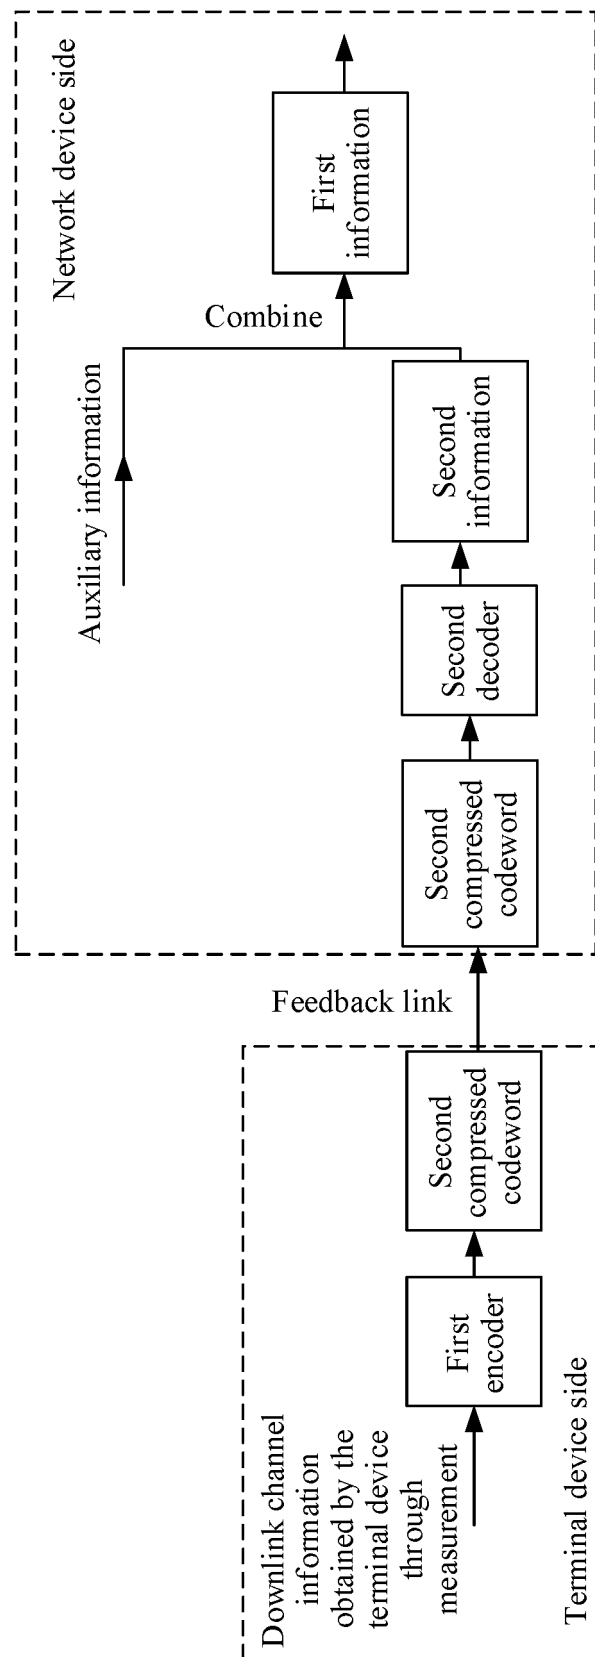 Downlink channel
information
obtained by the
terminal device
through
measurement
First
encoder
Second
compressed
codeword
Terminal device side
Feedback link
Network device side
Second
compressed
codeword
Second
decoder
Second
information
Auxiliary information
Combine
First
information